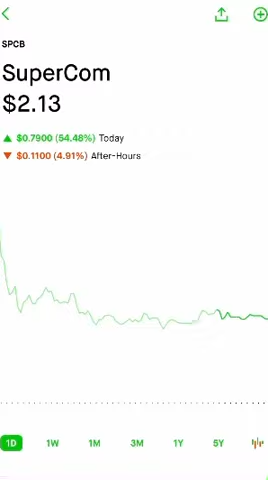 SPCB
SuperCom
$2.13
▲ $0.7900 (54.48%) Today
▼ $0.1100 (4.91%) After-Hours
1D 1W 1M 3M 1Y 5Y